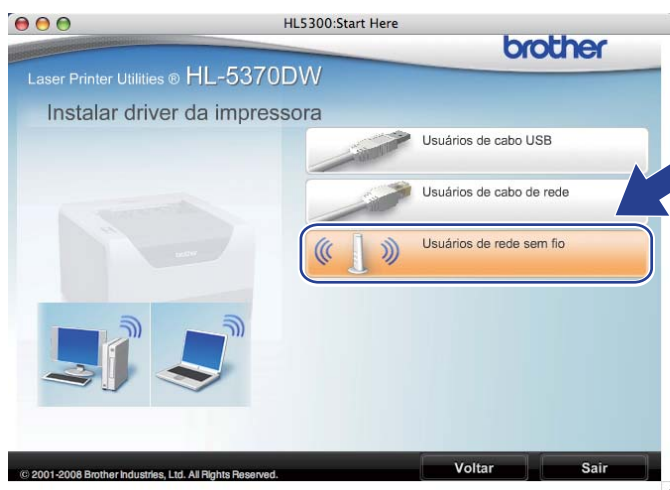 HL5300:Start Here
brother
Laser Printer Utilities ® HL-5370DW
Instalar driver da impressora
Usuários de cabo USB
Usuários de cabo de rede
Usuários de rede sem fio
brother
© 2001-2008 Brother Industries, Ltd. All Rights Reserved.
Voltar
Sair